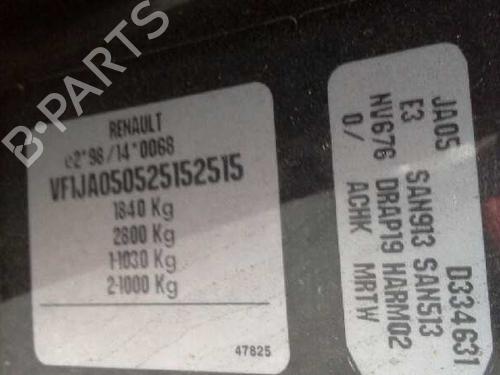 B-PARTS
RENAULT
e2*98/14*0068
VF1JA050525152515
1840 Kg
2800 Kg
1-1030 Kg
2-1000 Kg
47825
JA05 D334631
E3 SAN913 SAN513
NV676 DRAP19 HARM02
0/ ACHK MRTW